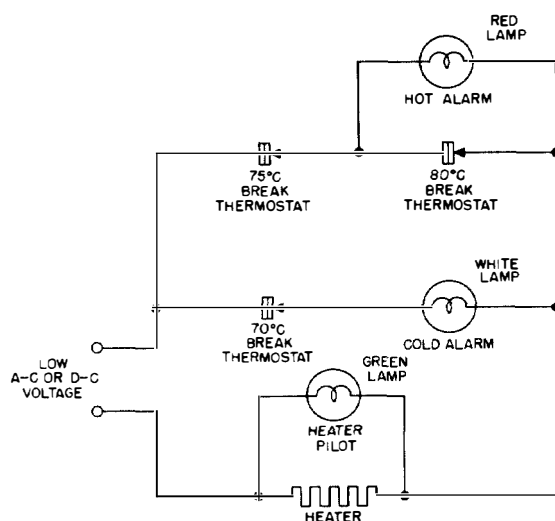 RED
LAMP
HOT ALARM
75°C
BREAK
THERMOSTAT
80°C
BREAK
THERMOSTAT
WHITE
LAMP
70°C
BREAK
THERMOSTAT
COLD ALARM
LOW
A-C OR D-C
VOLTAGE
GREEN
LAMP
HEATER
PILOT
HEATER